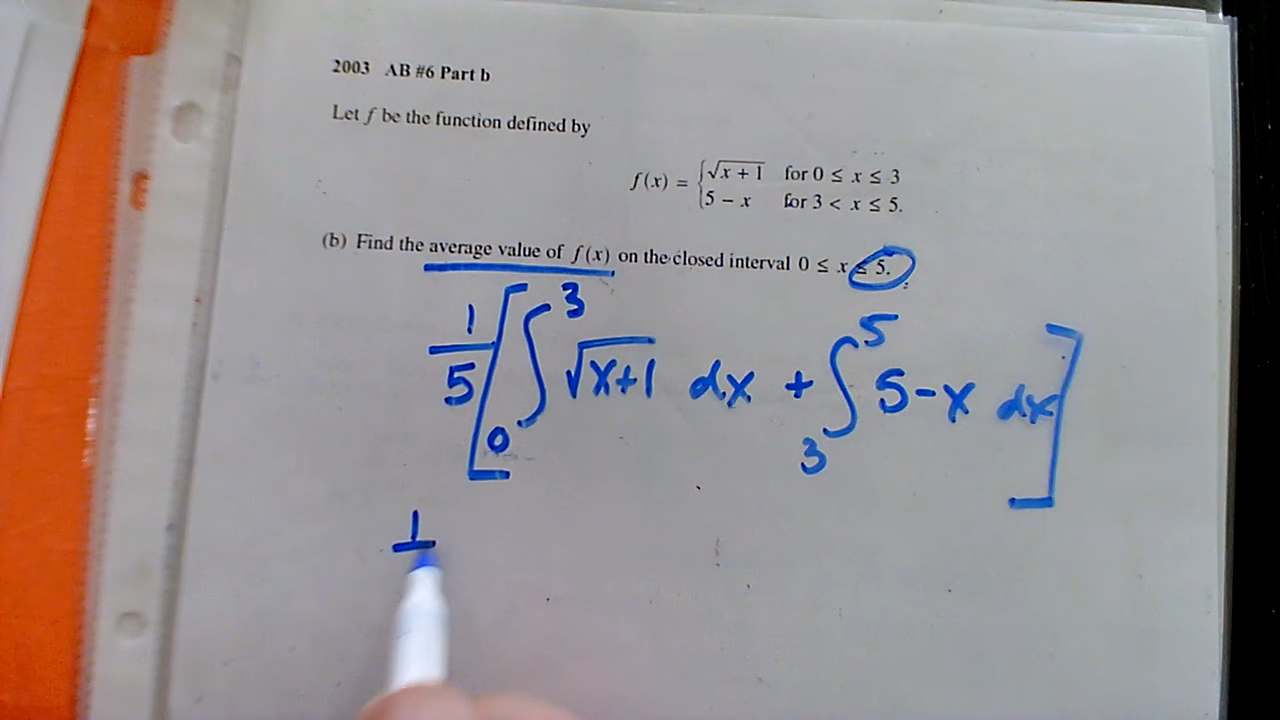 2003 AB #6 Part b
Let f be the function defined by
f(x) = { √(x + 1) for 0 ≤ x ≤ 3
5 − x for 3 < x ≤ 5.
(b) Find the average value of f(x) on the closed interval 0 ≤ x ≤ 5.
1/5 [ ∫₀³ √(x+1) dx + ∫₃⁵ 5-x dx ]
1